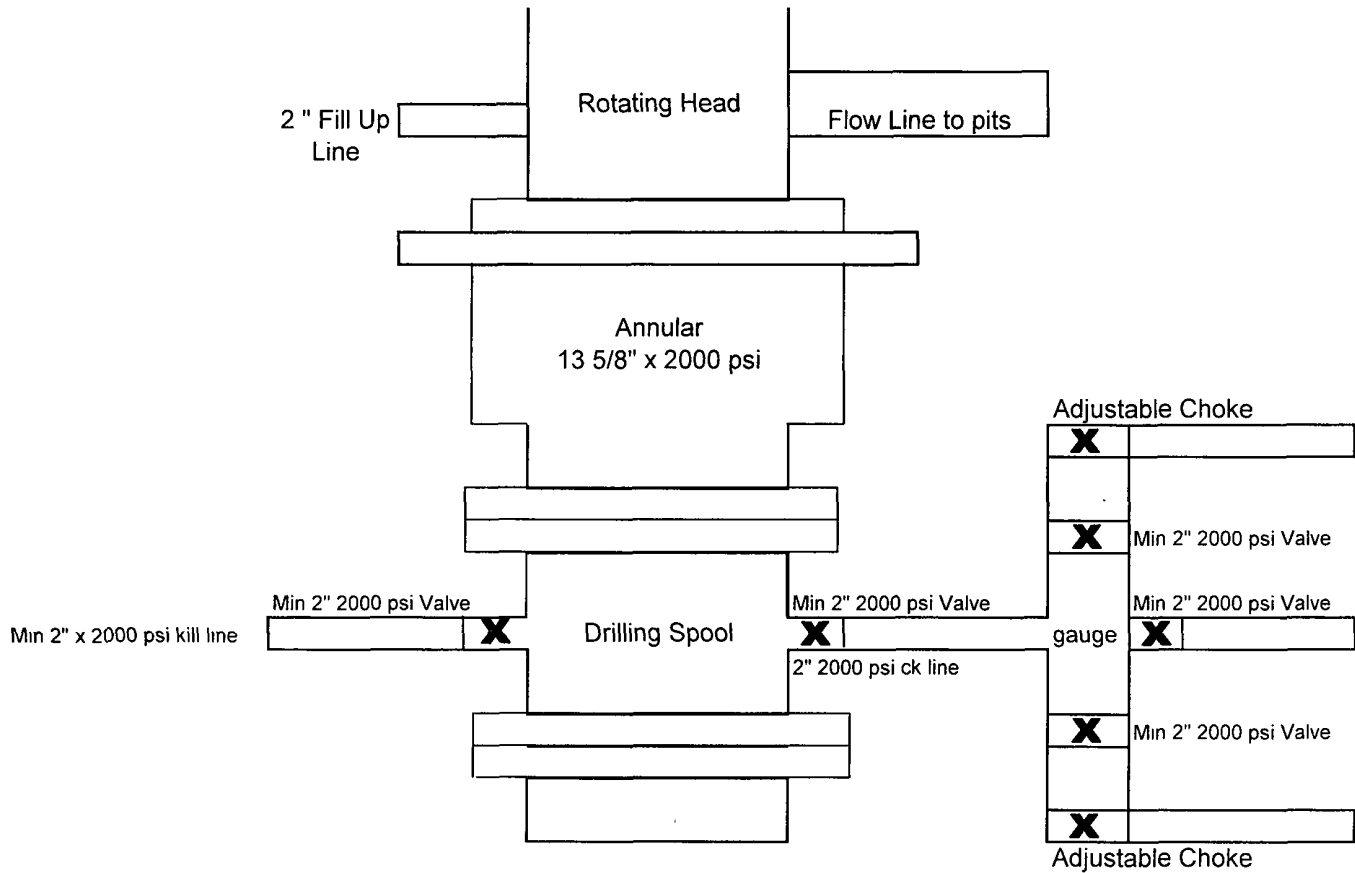 Rotating Head
2 " Fill Up
Line
Flow Line to pits
Annular
13 5/8" x 2000 psi
Adjustable Choke
X
X Min 2" 2000 psi Valve
Min 2" 2000 psi Valve
Min 2" 2000 psi Valve
Min 2" 2000 psi Valve
Min 2" x 2000 psi kill line
X
Drilling Spool
X
gauge
X
2" 2000 psi ck line
X Min 2" 2000 psi Valve
X
Adjustable Choke